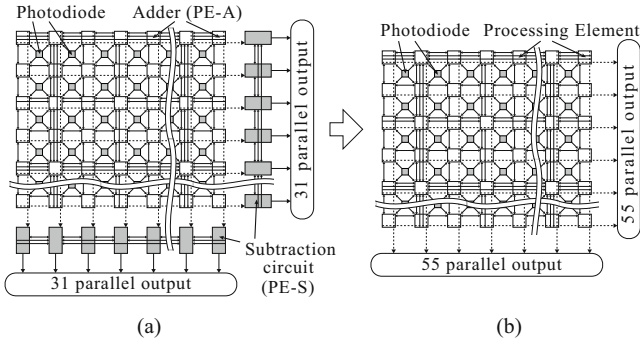 Photodiode
Adder (PE-A)
31 parallel output
Subtraction
circuit
(PE-S)
31 parallel output
(a)
Photodiode
Processing Element
55 parallel output
55 parallel output
(b)